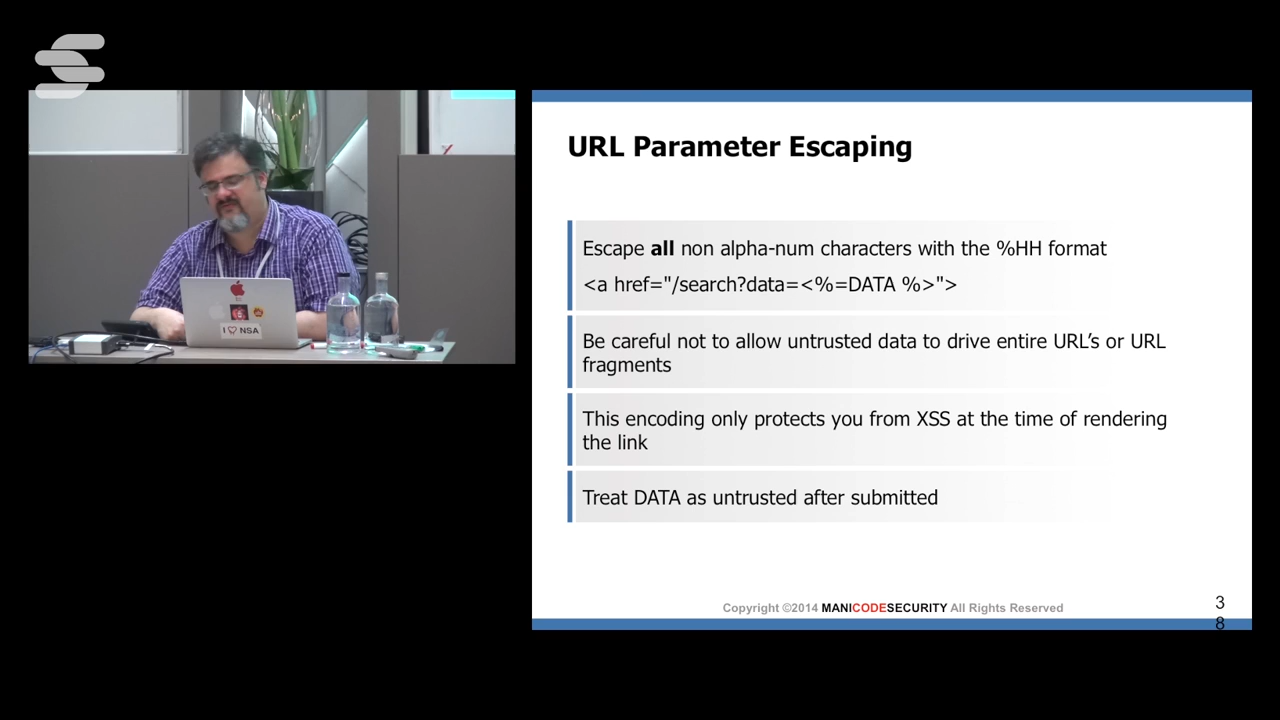 URL Parameter Escaping
Escape all non alpha-num characters with the %HH format
<a href="/search?data=<%=DATA %>">
Be careful not to allow untrusted data to drive entire URL’s or URL
fragments
This encoding only protects you from XSS at the time of rendering
the link
Treat DATA as untrusted after submitted
Copyright ©2014 MANICODESECURITY All Rights Reserved
3
8
I NSA